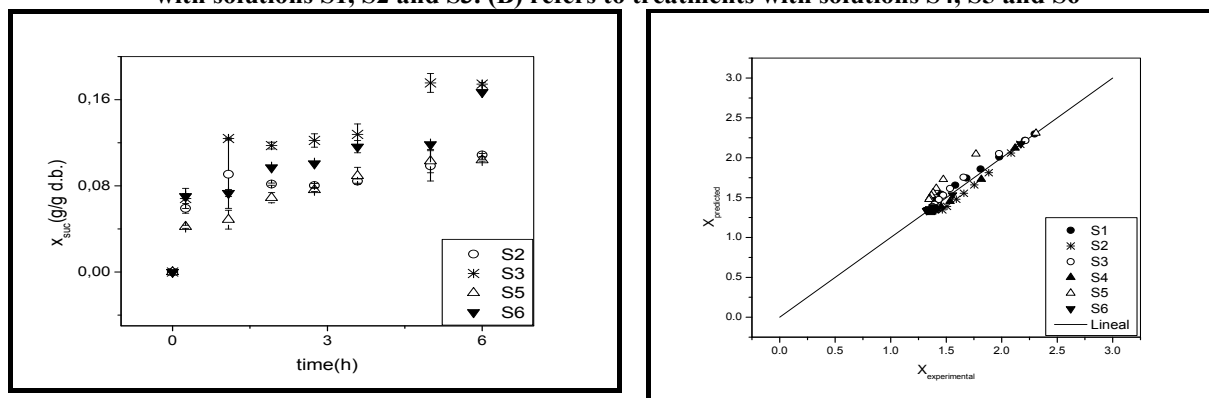 with solutions S1, S2 and S3. (B) refers to treatments with solutions S4, S5 and S6
0,16
0,08
0,00
x_suc(g/g d.b.)
0
3
6
time(h)
S2
S3
S5
S6
3.0
2.5
2.0
1.5
1.0
0.5
0.0
X_predicted
0.0
0.5
1.0
1.5
2.0
2.5
3.0
X_experimental
S1
S2
S3
S4
S5
S6
Lineal